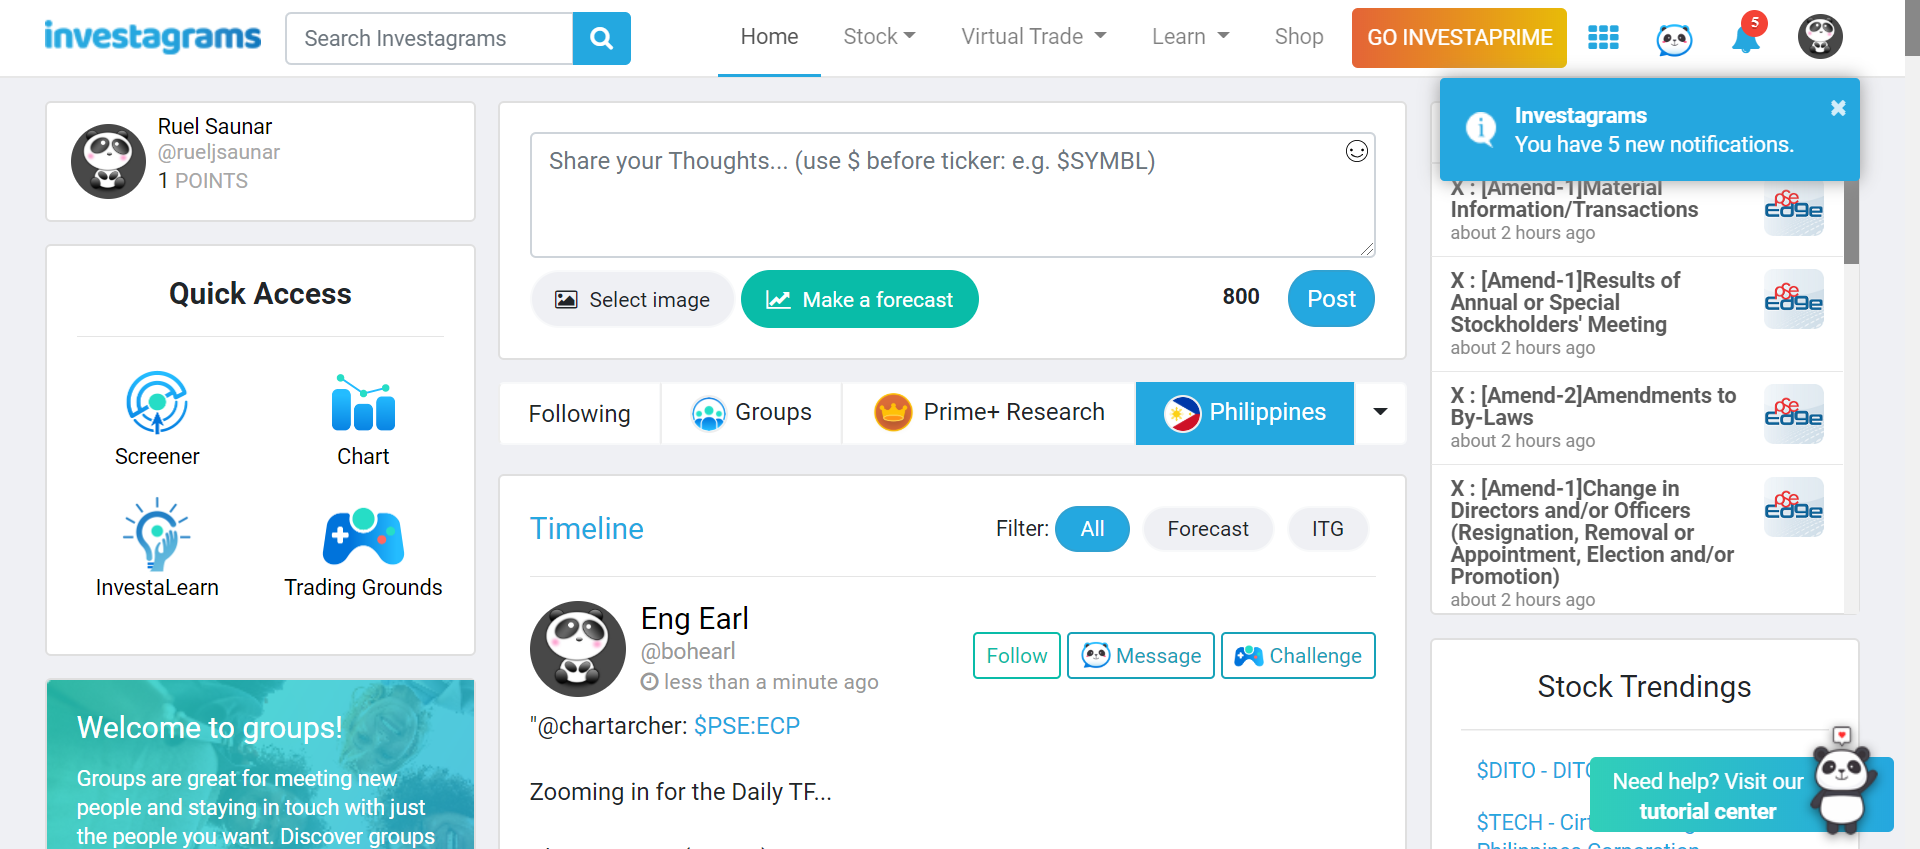 investagrams
Search Investagrams
Home
Stock
Virtual Trade
Learn
Shop
GO INVESTAPRIME
5
Ruel Saunar
@rueljsaunar
1 POINTS
Quick Access
Screener
Chart
InvestaLearn
Trading Grounds
Welcome to groups!
Groups are great for meeting new
people and staying in touch with just
the people you want. Discover groups
Share your Thoughts... (use $ before ticker: e.g. $SYMBL)
Select image
Make a forecast
800
Post
Following
Groups
Prime+ Research
Philippines
Timeline
Filter:
All
Forecast
ITG
Eng Earl
@bohearl
less than a minute ago
Follow
Message
Challenge
"@chartarcher: $PSE:ECP
Zooming in for the Daily TF...
Investagrams
You have 5 new notifications.
X : [Amend-1]Material
Information/Transactions
about 2 hours ago
PSE
Edge
X : [Amend-1]Results of
Annual or Special
Stockholders' Meeting
about 2 hours ago
PSE
Edge
X : [Amend-2]Amendments to
By-Laws
about 2 hours ago
PSE
Edge
X : [Amend-1]Change in
Directors and/or Officers
(Resignation, Removal or
Appointment, Election and/or
Promotion)
about 2 hours ago
PSE
Edge
Stock Trendings
$DITO -
$TECH -
Need help? Visit our
tutorial center